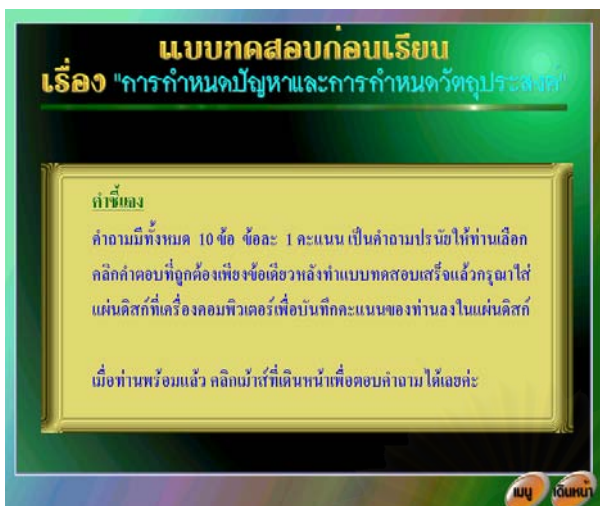 แบบทดสอบก่อนเรียน
เรื่อง "การกำหนดปัญหาและการกำหนดวัตถุประสงค์"
คำชี้แจง
คำถามมีทั้งหมด 10 ข้อ ข้อละ 1 คะแนน เป็นคำถามปรนัยให้ท่านเลือก
คลิกคำตอบที่ถูกต้องเพียงข้อเดียวหลังทำแบบทดสอบเสร็จแล้วกรุณาใส่
แผ่นดิสก์ที่เครื่องคอมพิวเตอร์เพื่อบันทึกคะแนนของท่านลงในแผ่นดิสก์
เมื่อท่านพร้อมแล้ว คลิกเม้าส์ที่เดินหน้าเพื่อตอบคำถามได้เลยค่ะ
เมนู เดินหน้า